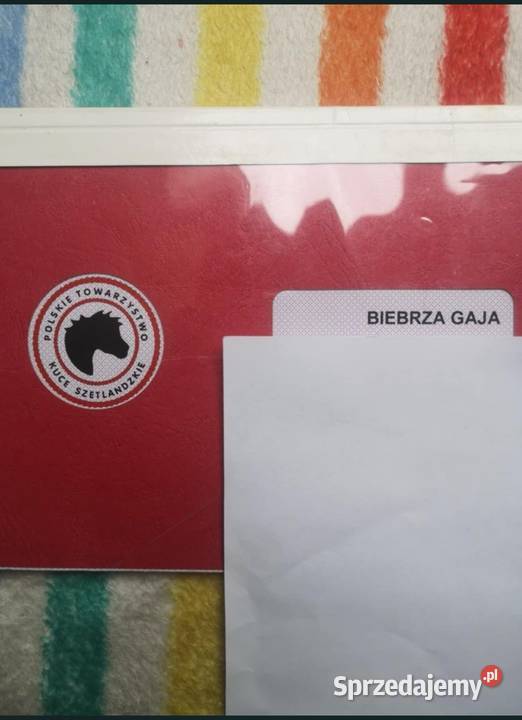 POLSKIE TOWARZYSTWO
KUCE SZETLANDZKIE
BIEBRZA GAJA
Sprzedajemy.pl